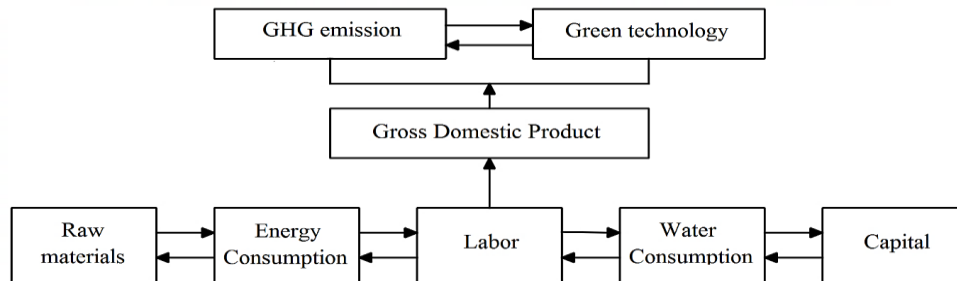 GHG emission
Green technology
Gross Domestic Product
Raw
materials
Energy
Consumption
Labor
Water
Consumption
Capital